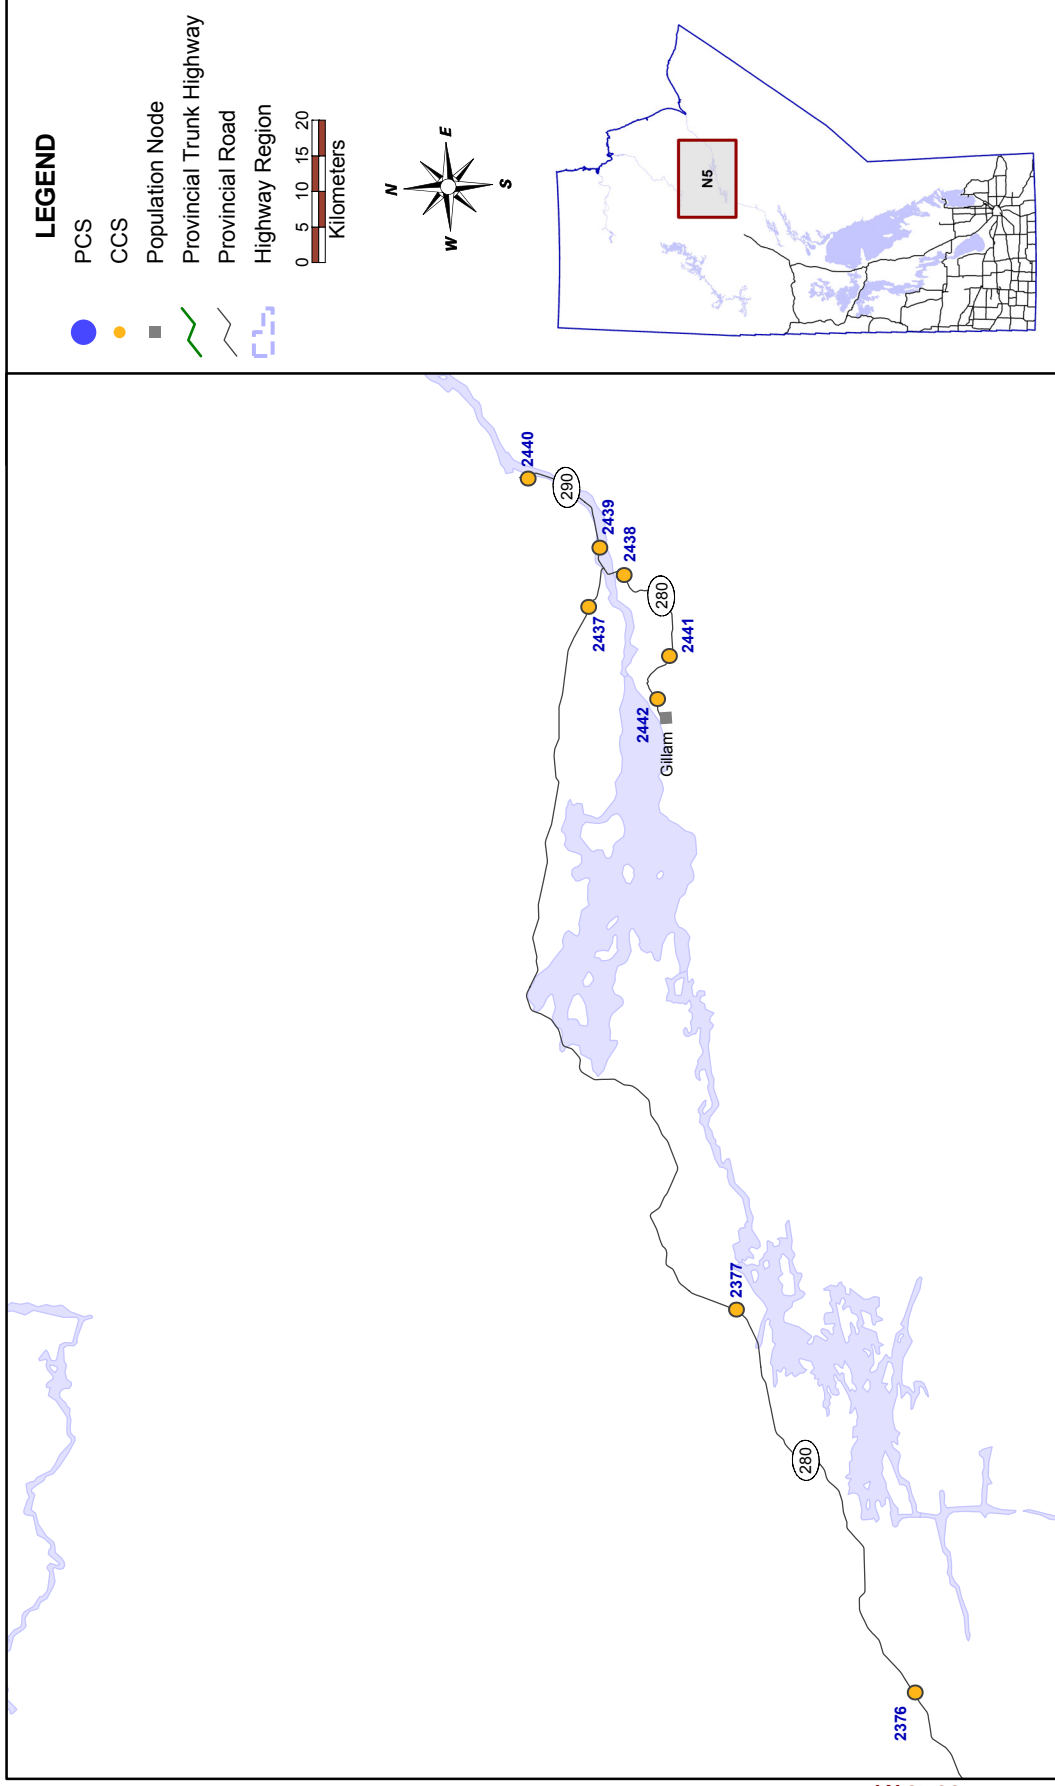 LEGEND
PCS
CCS
Population Node
Provincial Trunk Highway
Provincial Road
Highway Region
0 5 10 15 20
Kilometers
N
E
S
W
N5
2440
290
2439
2438
2437
280
2441
2442
Gillam
2377
280
2376